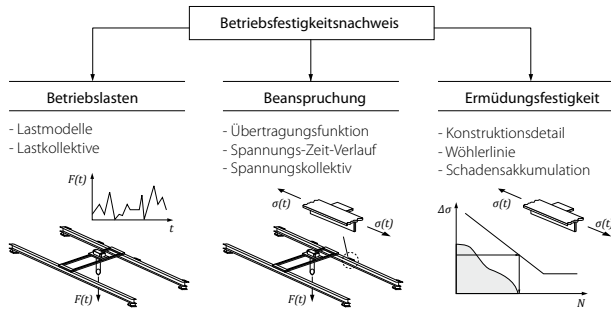 Betriebsfestigkeitsnachweis
Betriebslasten
- Lastmodelle
- Lastkollektive
F(t)
t
F(t)
Beanspruchung
- Übertragungsfunktion
- Spannungs-Zeit-Verlauf
- Spannungskollektiv
σ(t)
σ(t)
F(t)
Ermüdungsfestigkeit
- Konstruktionsdetail
- Wöhlerlinie
- Schadensakkumulation
σ(t)
σ(t)
Δσ
N